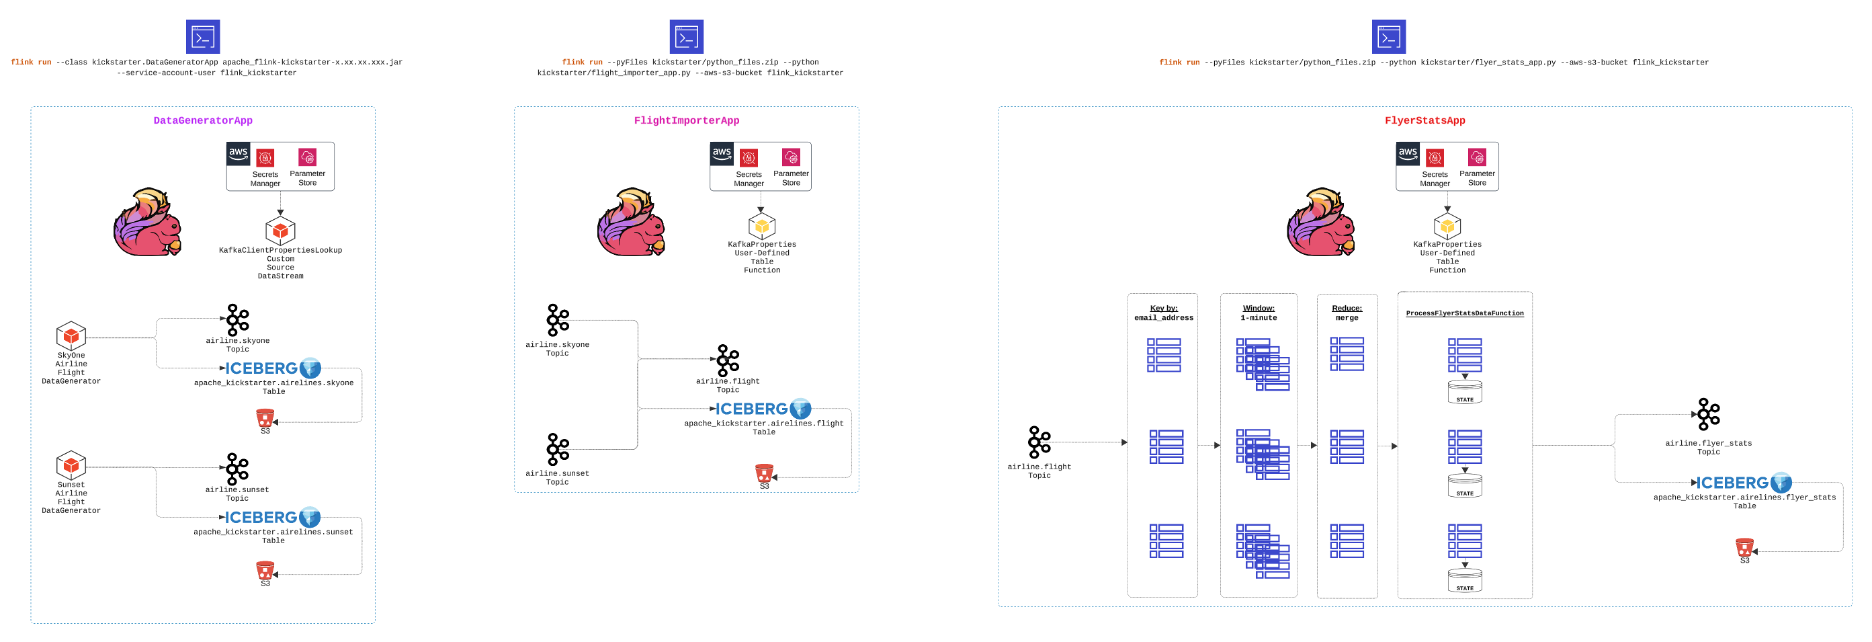 flink run --class kickstarter.DataGeneratorApp apache_flink-kickstarter-x.xx.xx.xxx.jar
--service-account-user flink_kickstarter
DataGeneratorApp
aws
Secrets
Manager
Parameter
Store
KafkaClientPropertiesLookup
Custom
Source
DataStream
SkyOne
Airline
Flight
DataGenerator
airline.skyone
Topic
ICEBERG
apache_kickstarter.airelines.skyone
Table
S3
Sunset
Airline
Flight
DataGenerator
airline.sunset
Topic
ICEBERG
apache_kickstarter.airelines.sunset
Table
S3
flink run --pyFiles kickstarter/python_files.zip --python
kickstarter/flight_importer_app.py --aws-s3-bucket flink_kickstarter
FlightImporterApp
aws
Secrets
Manager
Parameter
Store
KafkaProperties
User-Defined
Table
Function
airline.skyone
Topic
airline.flight
Topic
ICEBERG
apache_kickstarter.airelines.flight
Table
airline.sunset
Topic
S3
flink run --pyFiles kickstarter/python_files.zip --python kickstarter/flyer_stats_app.py --aws-s3-bucket flink_kickstarter
FlyerStatsApp
aws
Secrets
Manager
Parameter
Store
KafkaProperties
User-Defined
Table
Function
airline.flight
Topic
Key by:
email_address
Window:
1-minute
Reduce:
merge
ProcessFlyerStatsDataFunction
STATE
STATE
STATE
airline.flyer_stats
Topic
ICEBERG
apache_kickstarter.airelines.flyer_stats
Table
S3